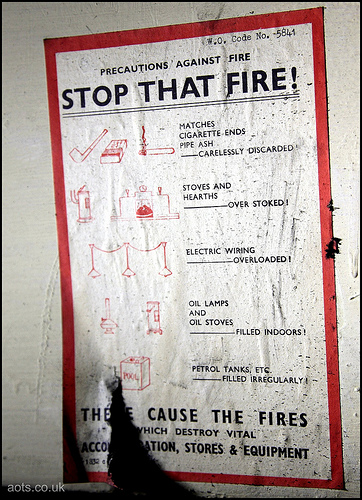 W.O. Code No. -5841
PRECAUTIONS AGAINST FIRE
STOP THAT FIRE!
MATCHES
CIGARETTE ENDS
PIPE ASH
CARELESSLY DISCARDED
STOVES AND
HEARTHS
OVER STOKED!
ELECTRIC WIRING
OVERLOADED!
OIL LAMPS
AND
OIL STOVES
FILLED INDOORS!
POOL
PETROL TANKS, ETC.
FILLED IRREGULARLY!
CAUSE THE FIRES
WHICH DESTROY VITAL
STORES & EQUIPMENT
aots.co.uk